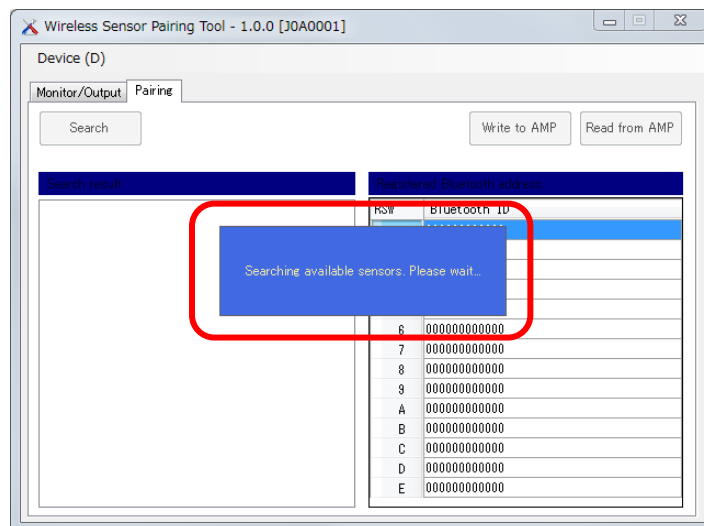 Wireless Sensor Pairing Tool - 1.0.0 [J0A0001]
Device (D)
Monitor/Output Pairing
Search Write to AMP Read from AMP
Search result Registered Bluetooth address
RSW Bluetooth ID
Searching available sensors. Please wait...
6 000000000000
7 000000000000
8 000000000000
9 000000000000
A 000000000000
B 000000000000
C 000000000000
D 000000000000
E 000000000000